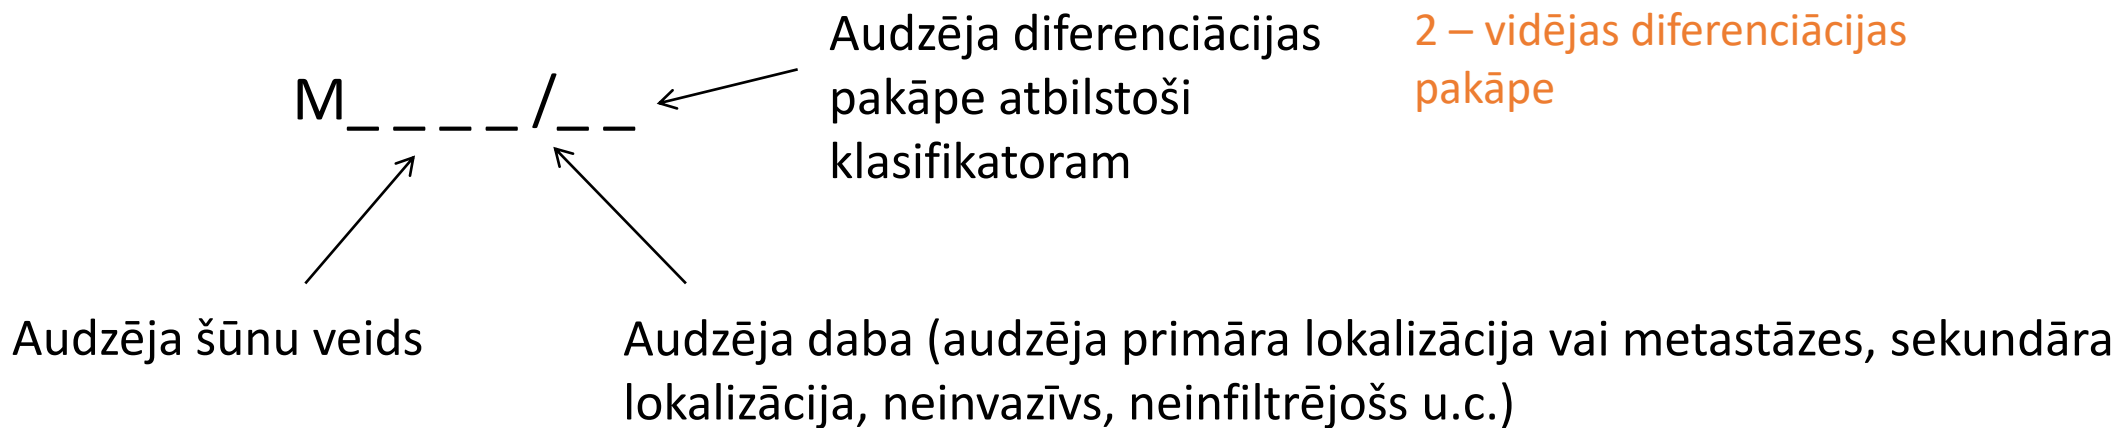 M_ _ _ _ /_ _
Audzēja diferenciācijas
pakāpe atbilstoši
klasifikatoram
2 – vidējas diferenciācijas
pakāpe
Audzēja šūnu veids
Audzēja daba (audzēja primāra lokalizācija vai metastāzes, sekundāra
lokalizācija, neinvazīvs, neinfiltrējošs u.c.)